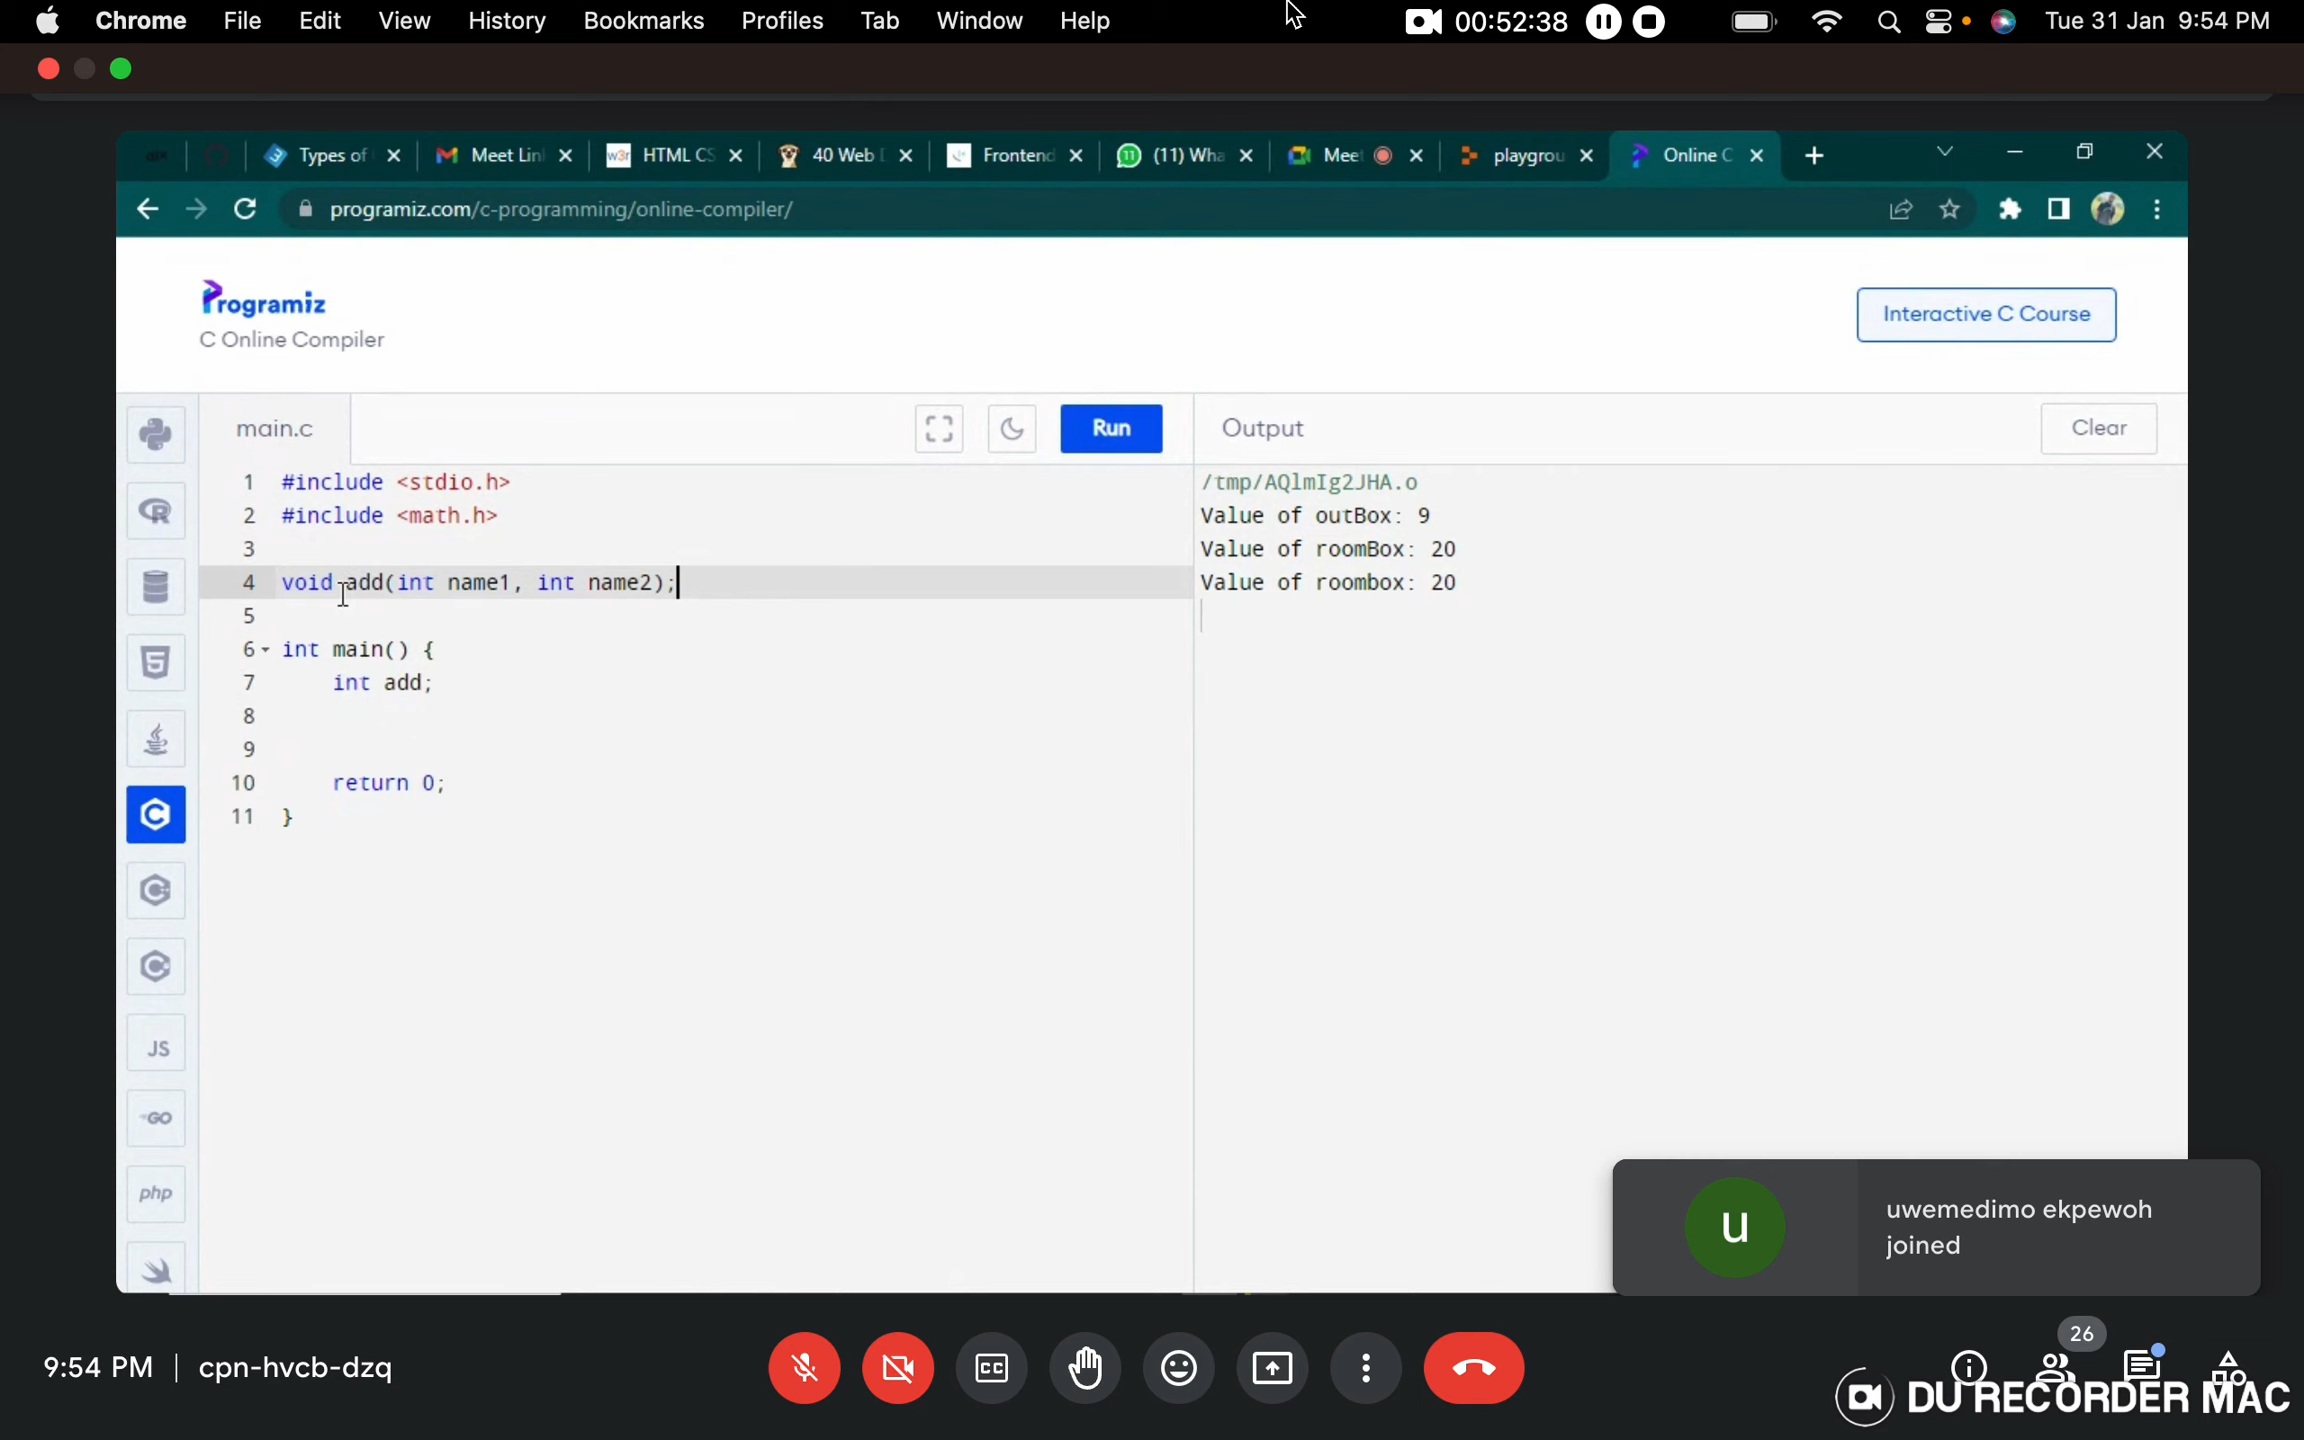 Chrome File Edit View History Bookmarks Profiles Tab Window Help 00:52:38 Tue 31 Jan 9:54 PM
Types of Meet Lin w3r HTML CS 40 Web D Frontend 11 (11) Wha Meet playgrou Online C
programiz.com/c-programming/online-compiler/
Programiz
C Online Compiler
Interactive C Course
main.c
Run
Output
Clear
1 #include <stdio.h>
2 #include <math.h>
3
4 void add(int name1, int name2);
5
6 int main() {
7 int add;
8
9
10 return 0;
11 }
/tmp/AQlmIg2JHA.o
Value of outBox: 9
Value of roomBox: 20
Value of roombox: 20
JS
GO
php
u
uwemedimo ekpewoh
joined
9:54 PM | cpn-hvcb-dzq
CC
26
DU RECORDER MAC